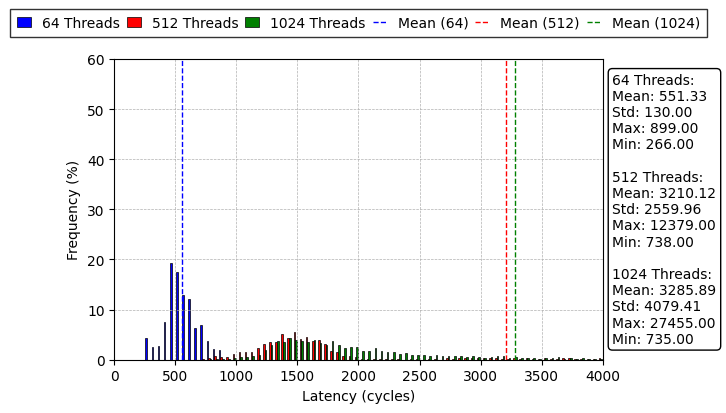 64 Threads 512 Threads 1024 Threads Mean (64) Mean (512) Mean (1024)
60
50
40
30
20
10
0
Frequency (%)
0 500 1000 1500 2000 2500 3000 3500 4000
Latency (cycles)
64 Threads:
Mean: 551.33
Std: 130.00
Max: 899.00
Min: 266.00
512 Threads:
Mean: 3210.12
Std: 2559.96
Max: 12379.00
Min: 738.00
1024 Threads:
Mean: 3285.89
Std: 4079.41
Max: 27455.00
Min: 735.00